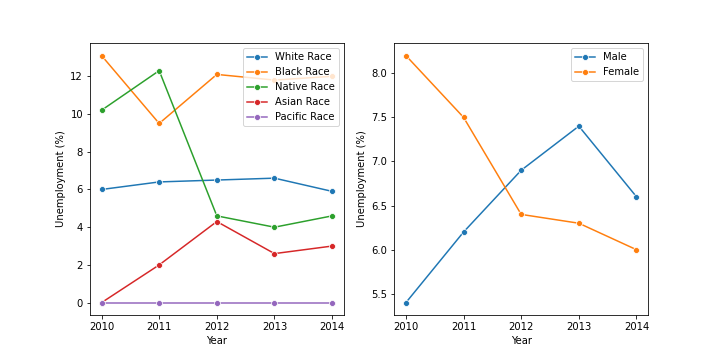 White Race
Black Race
Native Race
Asian Race
Pacific Race
12
10
8
6
4
2
0
Unemployment (%)
2010 2011 2012 2013 2014
Year
Male
Female
8.0
7.5
7.0
6.5
6.0
5.5
Unemployment (%)
2010 2011 2012 2013 2014
Year